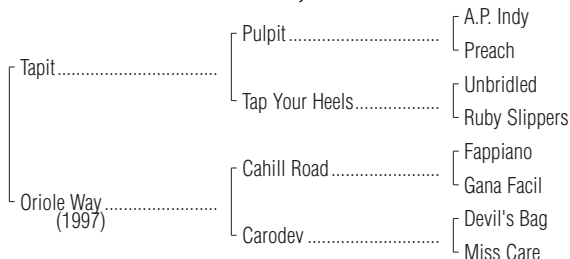 A.P. Indy
Pulpit
Preach
Tapit
Unbridled
Tap Your Heels
Ruby Slippers
Fappiano
Cahill Road
Gana Facil
Oriole Way
(1997)
Devil's Bag
Carodev
Miss Care